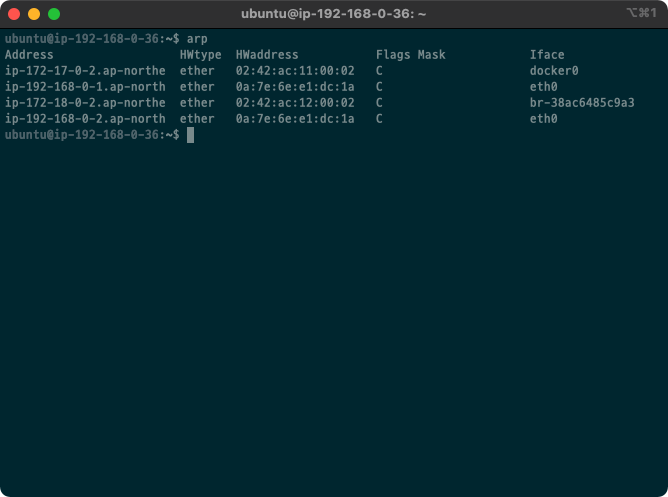 ubuntu@ip-192-168-0-36: ~
⌥⌘1
ubuntu@ip-192-168-0-36:~$ arp
Address                  HWtype  HWaddress           Flags Mask            Iface
ip-172-17-0-2.ap-northe  ether   02:42:ac:11:00:02   C                     docker0
ip-192-168-0-1.ap-north  ether   0a:7e:6e:e1:dc:1a   C                     eth0
ip-172-18-0-2.ap-northe  ether   02:42:ac:12:00:02   C                     br-38ac6485c9a3
ip-192-168-0-2.ap-north  ether   0a:7e:6e:e1:dc:1a   C                     eth0
ubuntu@ip-192-168-0-36:~$